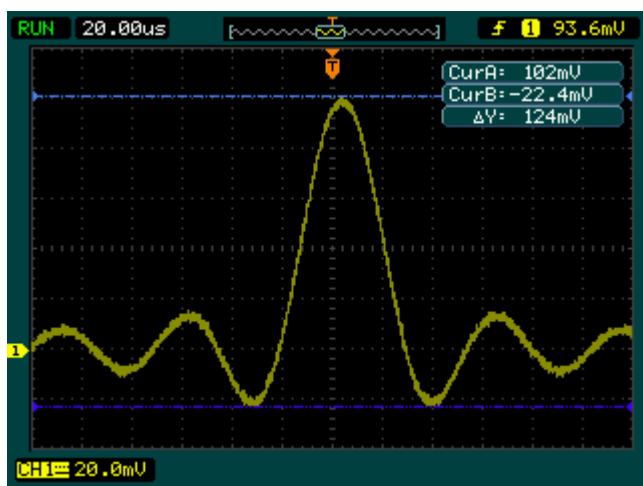 RUN 20.00us T 1 93.6mV
T
CurA: 102mV
CurB:-22.4mV
ΔY: 124mV
1
CH1 20.0mV